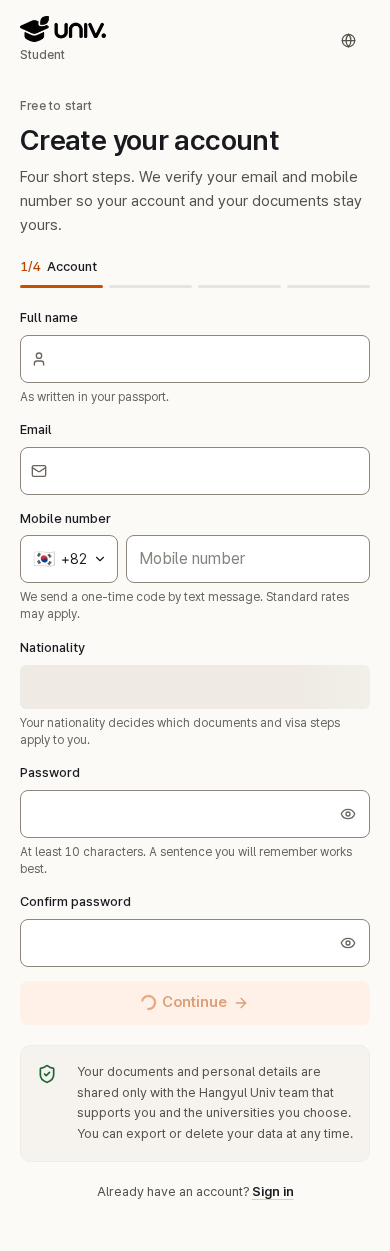 univ.
Student
Free to start
Create your account
Four short steps. We verify your email and mobile
number so your account and your documents stay
yours.
1/4 Account
Full name
As written in your passport.
Email
Mobile number
+82 Mobile number
We send a one-time code by text message. Standard rates
may apply.
Nationality
Your nationality decides which documents and visa steps
apply to you.
Password
At least 10 characters. A sentence you will remember works
best.
Confirm password
Continue
Your documents and personal details are
shared only with the Hangyul Univ team that
supports you and the universities you choose.
You can export or delete your data at any time.
Already have an account? Sign in